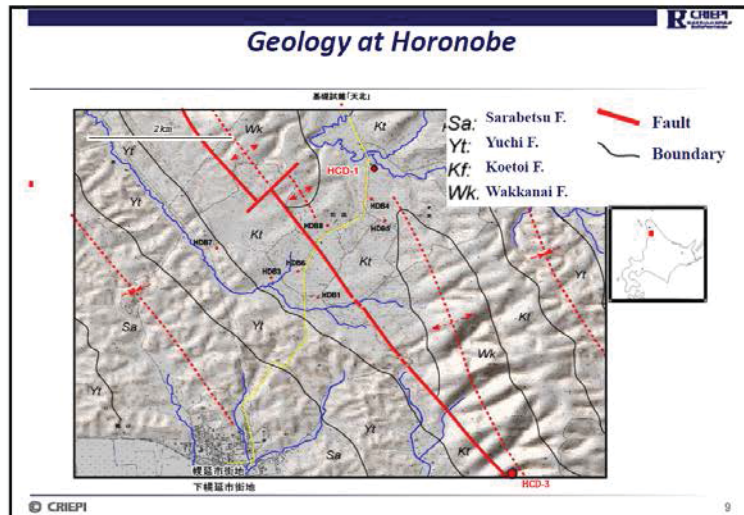 CRIEPI
Geology at Horonobe
基礎試錐「天北」
2 km
Sa: Sarabetsu F.
Yt: Yuchi F.
Kf: Koetoi F.
Wk: Wakkanai F.
Fault
Boundary
Wk
Kt
Yt
HCD-1
Yt
HDB4
Kt
HDB8
HDB5
HDB7
Kt
Yt
HDB3
HDB6
HDB1
Sa
Yt
Kt
Wk
Yt
Yt
Kt
Sa
幌延市街地
下幌延市街地
HCD-3
© CRIEPI
9